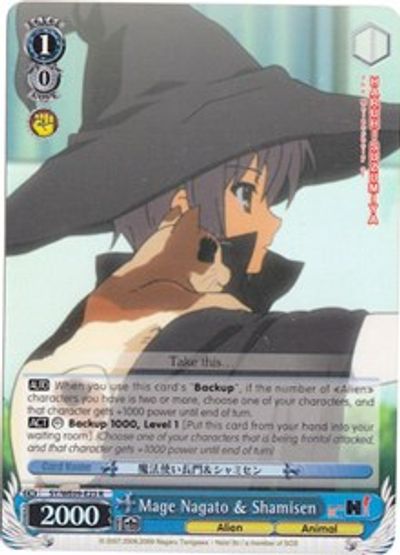 1
0
HARUHI SUZUMIYA
Take this...
AUTO When you use this card's "Backup", if the number of <Alien>
characters you have is two or more, choose one of your characters, and
that character gets +1000 power until end of turn.
ACT Backup 1000, Level 1 [Put this card from your hand into your
waiting room] (Choose one of your characters that is being frontal attacked,
and that character gets +1000 power until end of turn)
Card Name
魔法使い長門&シャミセン
SY/WE09-E23 R
2000
Mage Nagato & Shamisen
Alien
Animal